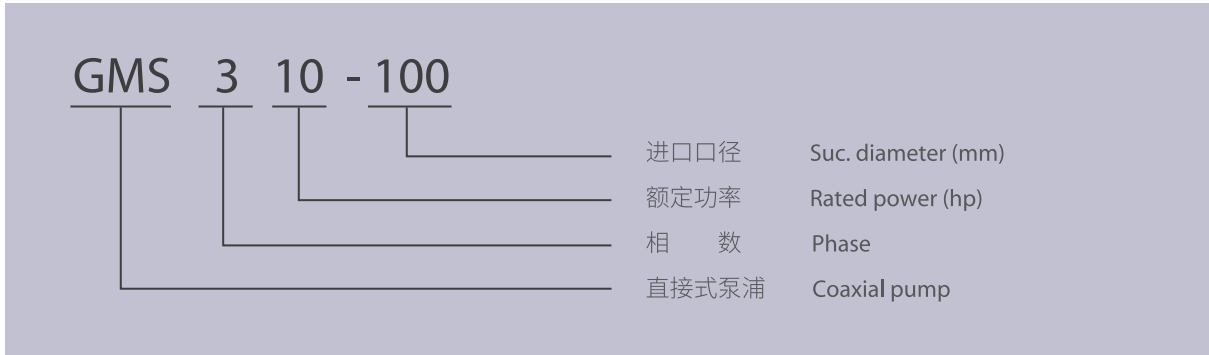 GMS 3 10 - 100
进口口径 Suc. diameter (mm)
额定功率 Rated power (hp)
相 数 Phase
直接式泵浦 Coaxial pump